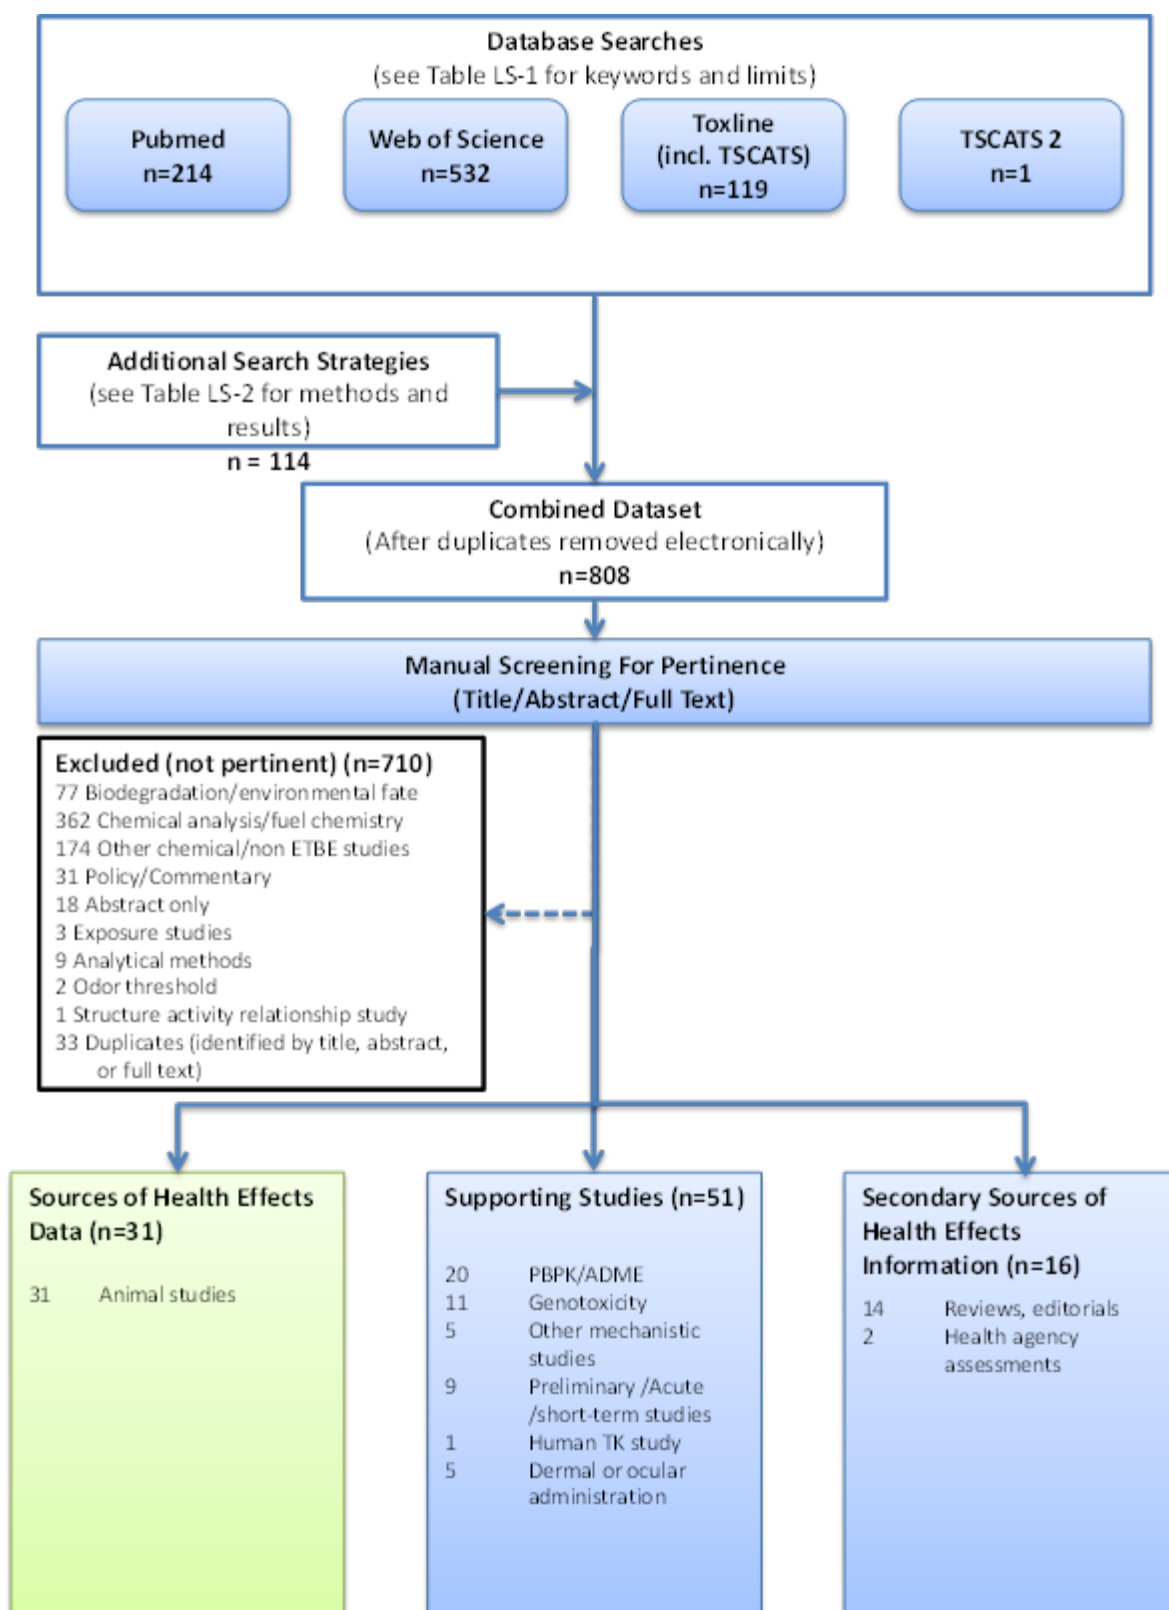 Database Searches
(see Table LS-1 for keywords and limits)
Pubmed
n=214
Web of Science
n=532
Toxline
(incl. TSCATS)
n=119
TSCATS 2
n=1
Additional Search Strategies
(see Table LS-2 for methods and
results)
n = 114
Combined Dataset
(After duplicates removed electronically)
n=808
Manual Screening For Pertinence
(Title/Abstract/Full Text)
Excluded (not pertinent) (n=710)
77 Biodegradation/environmental fate
362 Chemical analysis/fuel chemistry
174 Other chemical/non ETBE studies
31 Policy/Commentary
18 Abstract only
3 Exposure studies
9 Analytical methods
2 Odor threshold
1 Structure activity relationship study
33 Duplicates (identified by title, abstract,
or full text)
Sources of Health Effects
Data (n=31)
31 Animal studies
Supporting Studies (n=51)
20 PBPK/ADME
11 Genotoxicity
5 Other mechanistic
studies
9 Preliminary /Acute
/short-term studies
1 Human TK study
5 Dermal or ocular
administration
Secondary Sources of
Health Effects
Information (n=16)
14 Reviews, editorials
2 Health agency
assessments